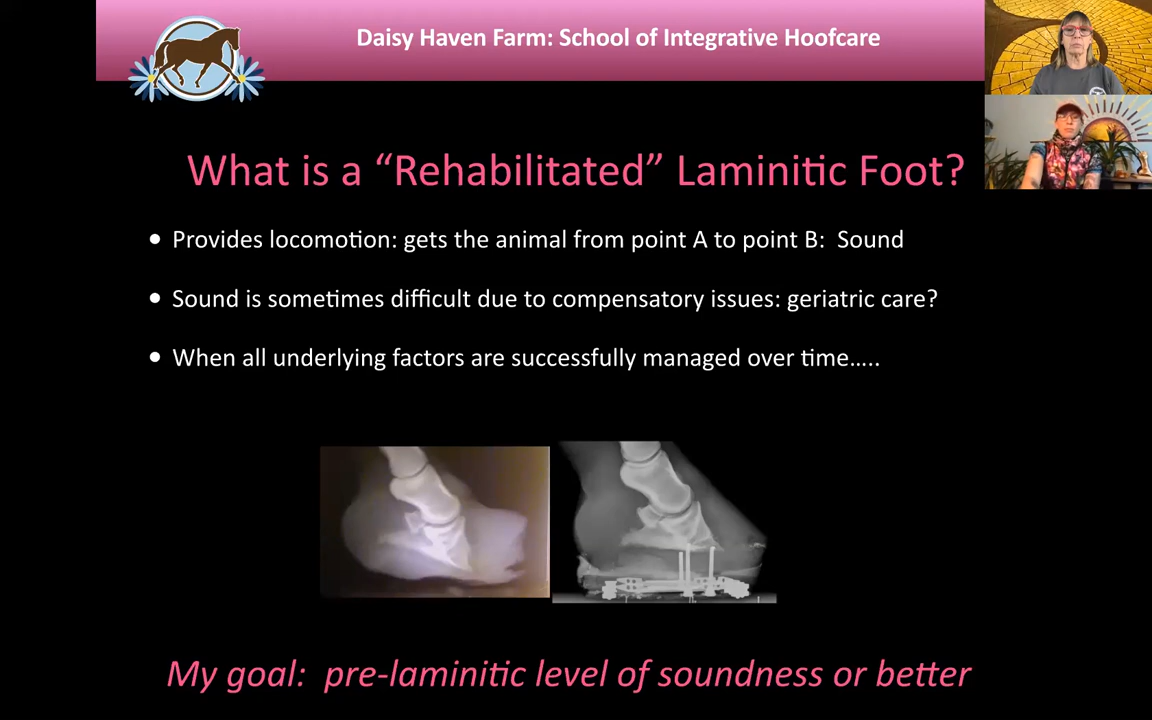 Daisy Haven Farm: School of Integrative Hoofcare
What is a “Rehabilitated” Laminitic Foot?
• Provides locomotion: gets the animal from point A to point B:  Sound
• Sound is sometimes difficult due to compensatory issues: geriatric care?
• When all underlying factors are successfully managed over time…..
My goal:  pre-laminitic level of soundness or better